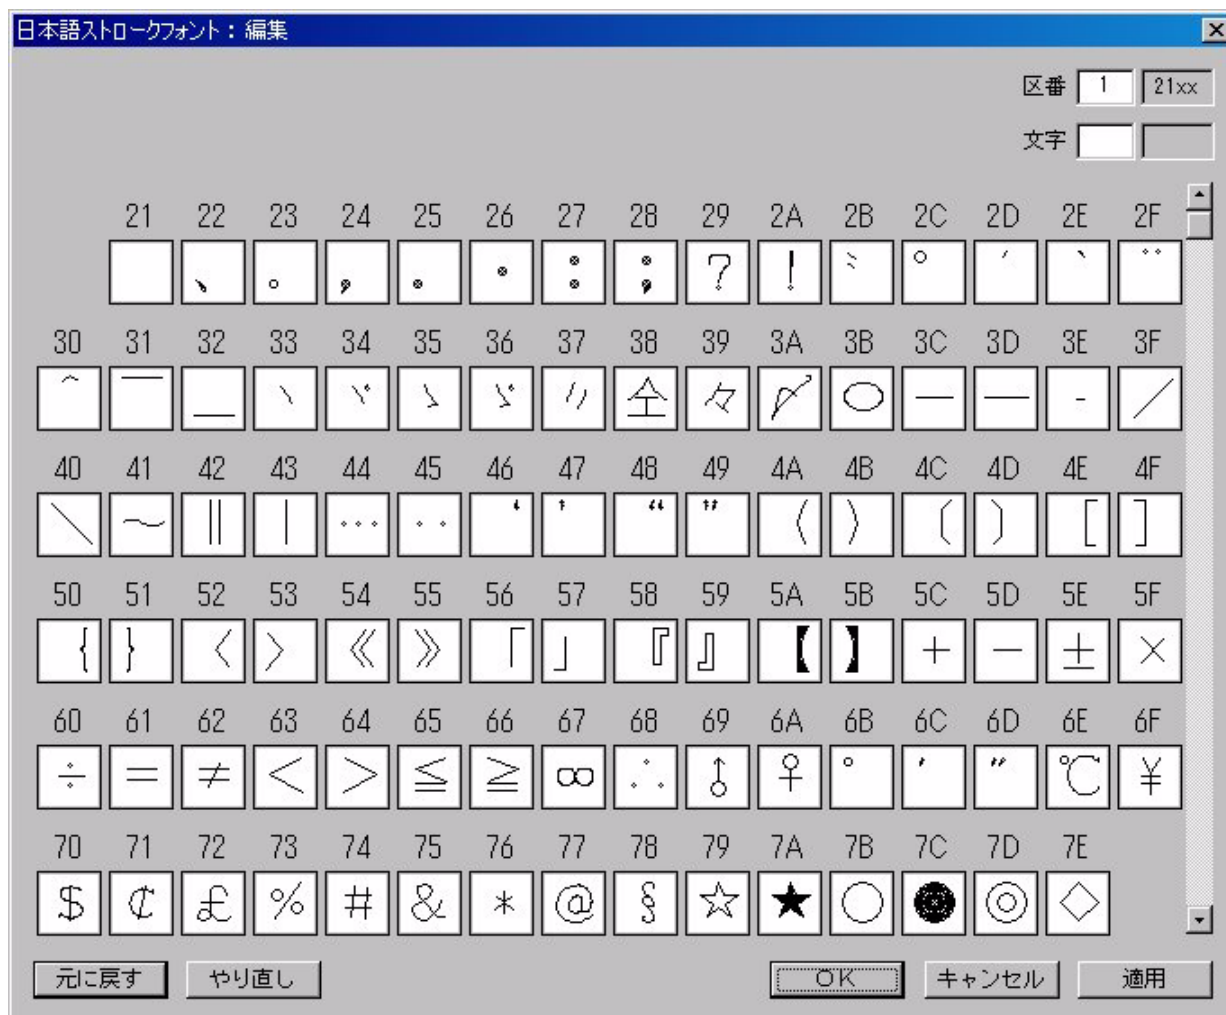 日本語ストロークフォント：編集
区番 1 21xx
文字
21 22 23 24 25 26 27 28 29 2A 2B 2C 2D 2E 2F
、 。 ， ． ・ ： ； ？ ！ ゛ ゜ ´ ｀ ¨
30 31 32 33 34 35 36 37 38 39 3A 3B 3C 3D 3E 3F
＾ ￣ ＿ ヽ ヾ ゝ ゞ 〃 仝 々 〆 〇 ー ― ‐ ／
40 41 42 43 44 45 46 47 48 49 4A 4B 4C 4D 4E 4F
＼ ～ ∥ ｜ … ‥ ‘ ’ “ ” （ ） 〔 〕 ［ ］
50 51 52 53 54 55 56 57 58 59 5A 5B 5C 5D 5E 5F
｛ ｝ 〈 〉 《 》 「 」 『 』 【 】 ＋ － ± ×
60 61 62 63 64 65 66 67 68 69 6A 6B 6C 6D 6E 6F
÷ ＝ ≠ ＜ ＞ ≦ ≧ ∞ ∴ ♂ ♀ ° ′ ″ ℃ ￥
70 71 72 73 74 75 76 77 78 79 7A 7B 7C 7D 7E
＄ ￠ ￡ ％ ＃ ＆ ＊ ＠ § ☆ ★ ○ ● ◎ ◇
元に戻す やり直し OK キャンセル 適用